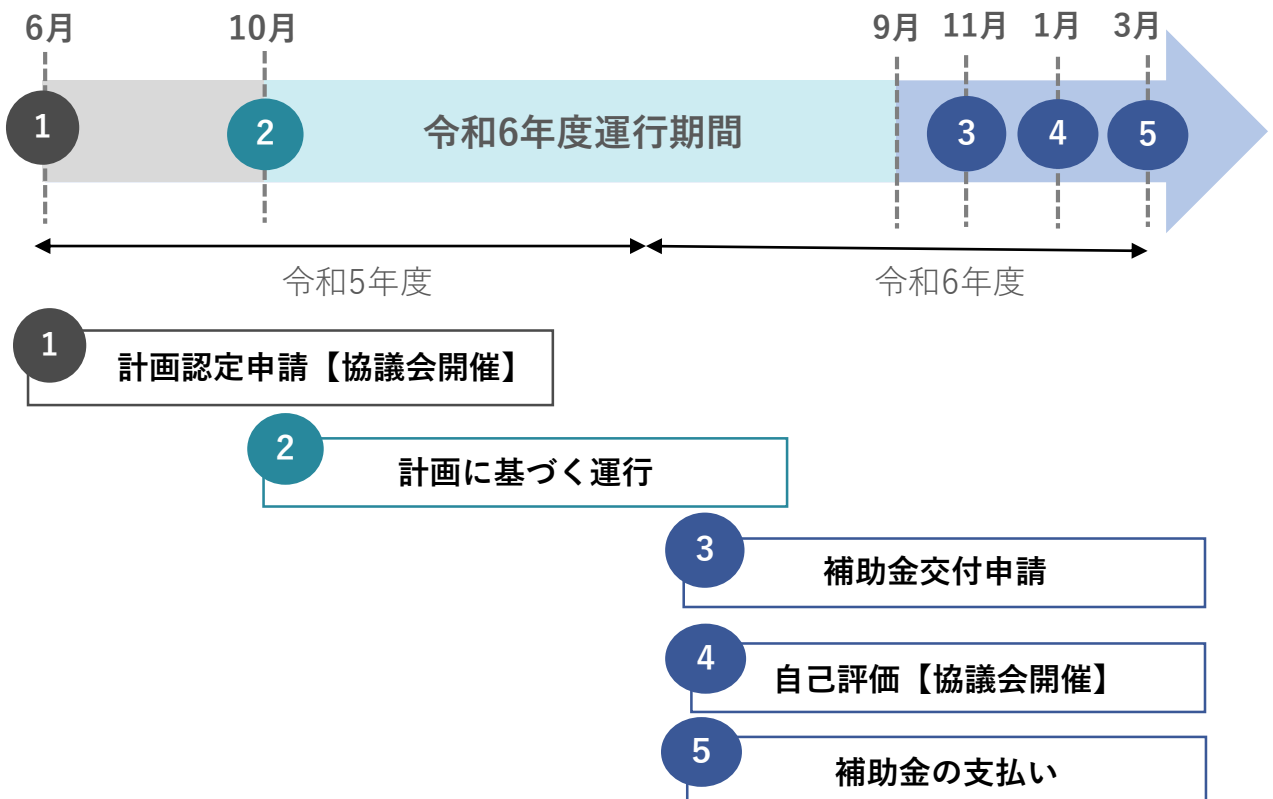 6月 10月 9月 11月 1月 3月
1 2 令和6年度運行期間 3 4 5
令和5年度 令和6年度
1 計画認定申請【協議会開催】
2 計画に基づく運行
3 補助金交付申請
4 自己評価【協議会開催】
5 補助金の支払い